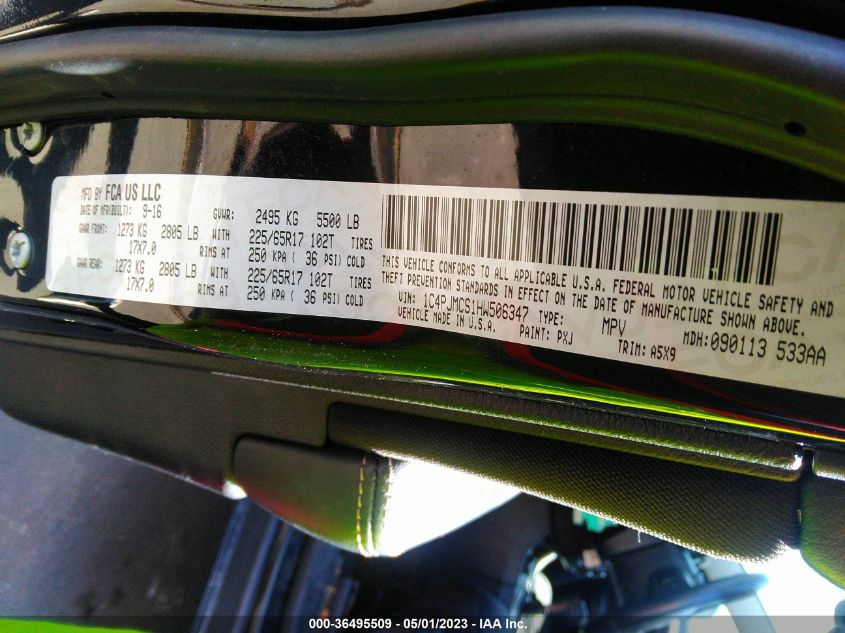 MFD BY FCA US LLC
DATE OF MFR(BUILT): 9-16 GVWR: 2495 KG 5500 LB
GAWR FRONT: 1273 KG 2805 LB WITH 225/65R17 102T TIRES
17X7.0 RIMS AT 250 KPA ( 36 PSI) COLD
GAWR REAR: 1273 KG 2805 LB WITH 225/65R17 102T TIRES
17X7.0 RIMS AT 250 KPA ( 36 PSI) COLD
THIS VEHICLE CONFORMS TO ALL APPLICABLE U.S.A. FEDERAL MOTOR VEHICLE SAFETY AND
THEFT PREVENTION STANDARDS IN EFFECT ON THE DATE OF MANUFACTURE SHOWN ABOVE.
VIN: 1C4PJMCS1HW506347 TYPE: MPV MDH: 090113 533AA
VEHICLE MADE IN U.S.A. PAINT: PXJ TRIM: A5X9
000-36495509 - 05/01/2023 - IAA Inc.